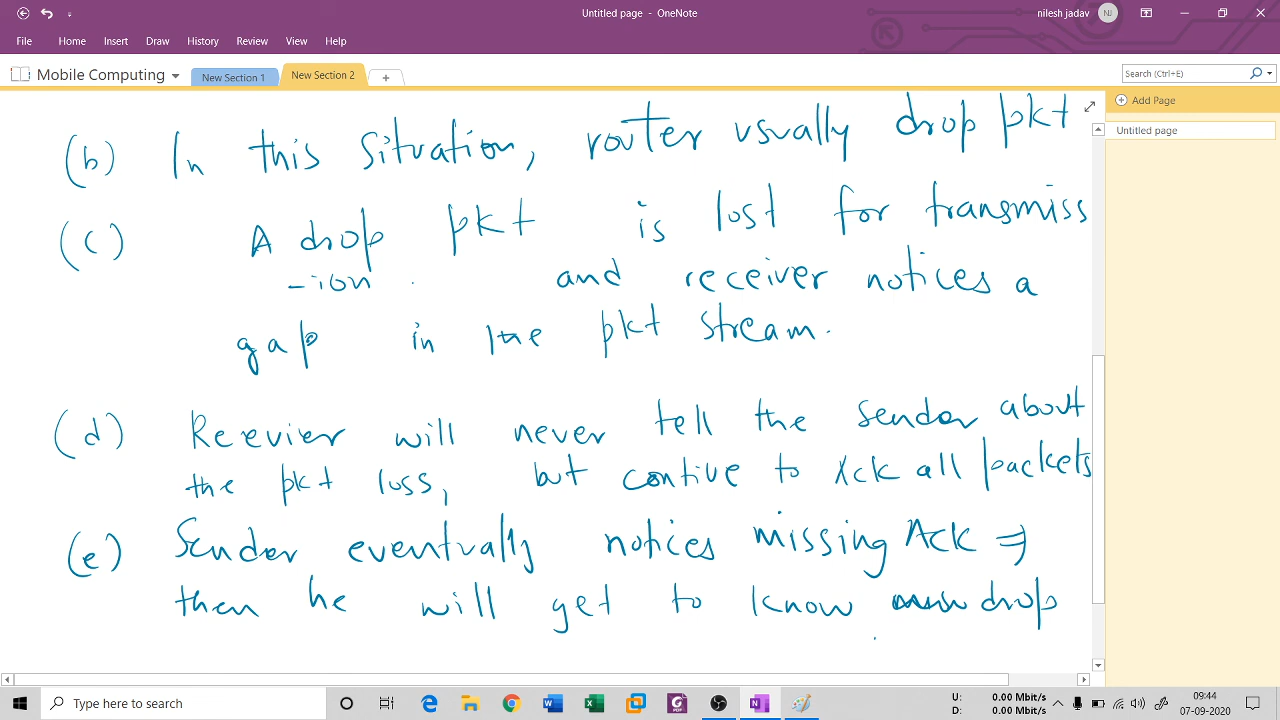 Untitled page - OneNote
nilesh jadav NJ
File Home Insert Draw History Review View Help
Mobile Computing New Section 1 New Section 2 +
Search (Ctrl+E)
Add Page
Untitled page
(b) In this situation, router usually drop pkt
(c) A drop pkt is lost for transmiss
-ion. and receiver notices a
gap in the pkt stream.
(d) Reevier will never tell the sender about
the pkt loss, but contive to Ack all packets
(e) Sender eventually notices missing Ack ⇒
then he will get to know drop
Type here to search
U: 0.00 Mbit/s
D: 0.00 Mbit/s
09:44
07-09-2020